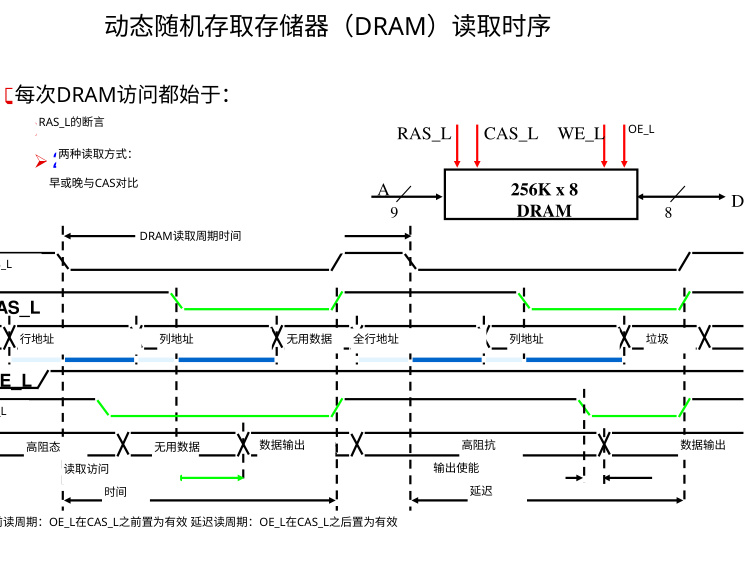 动态随机存取存储器（DRAM）读取时序
每次DRAM访问都始于：
RAS_L的断言
两种读取方式：
早或晚与CAS对比
RAS_L CAS_L WE_L OE_L
A
9
256K x 8
DRAM
8
D
DRAM读取周期时间
_L
AS_L
行地址 列地址 无用数据 全行地址 列地址 垃圾
E_L
_L
高阻态 无用数据 数据输出 高阻抗 数据输出
读取访问 输出使能
时间 延迟
前读周期：OE_L在CAS_L之前置为有效 延迟读周期：OE_L在CAS_L之后置为有效